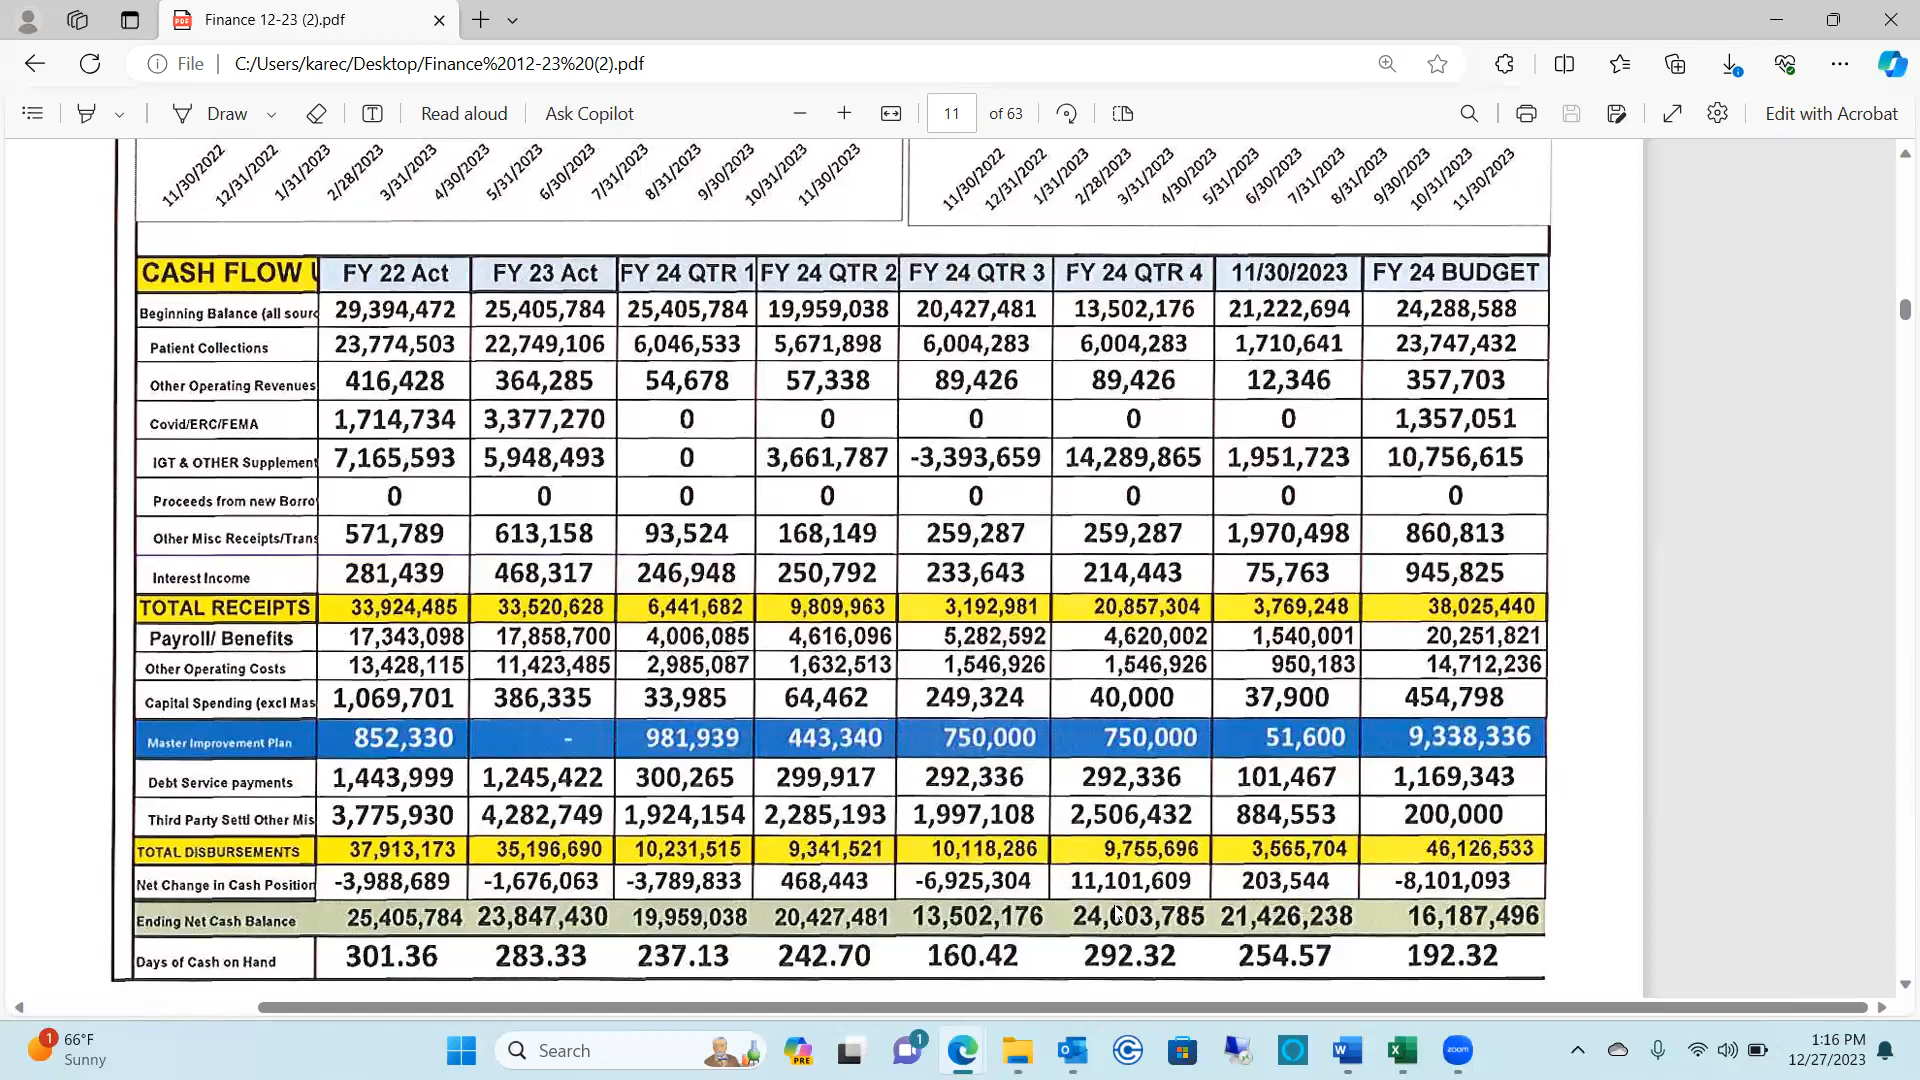 Finance 12-23 (2).pdf
File C:/Users/karec/Desktop/Finance%2012-23%20(2).pdf
Draw Read aloud Ask Copilot 11 of 63 Edit with Acrobat
11/30/2022 12/31/2022 1/31/2023 2/28/2023 3/31/2023 4/30/2023 5/31/2023 6/30/2023 7/31/2023 8/31/2023 9/30/2023 10/31/2023 11/30/2023
11/30/2022 12/31/2022 1/31/2023 2/28/2023 3/31/2023 4/30/2023 5/31/2023 6/30/2023 7/31/2023 8/31/2023 9/30/2023 10/31/2023 11/30/2023
CASH FLOW FY 22 Act FY 23 Act FY 24 QTR 1 FY 24 QTR 2 FY 24 QTR 3 FY 24 QTR 4 11/30/2023 FY 24 BUDGET
Beginning Balance (all sourc 29,394,472 25,405,784 25,405,784 19,959,038 20,427,481 13,502,176 21,222,694 24,288,588
Patient Collections 23,774,503 22,749,106 6,046,533 5,671,898 6,004,283 6,004,283 1,710,641 23,747,432
Other Operating Revenues 416,428 364,285 54,678 57,338 89,426 89,426 12,346 357,703
Covid/ERC/FEMA 1,714,734 3,377,270 0 0 0 0 0 1,357,051
IGT & OTHER Supplement 7,165,593 5,948,493 0 3,661,787 -3,393,659 14,289,865 1,951,723 10,756,615
Proceeds from new Borro 0 0 0 0 0 0 0 0
Other Misc Receipts/Trans 571,789 613,158 93,524 168,149 259,287 259,287 1,970,498 860,813
Interest Income 281,439 468,317 246,948 250,792 233,643 214,443 75,763 945,825
TOTAL RECEIPTS 33,924,485 33,520,628 6,441,682 9,809,963 3,192,981 20,857,304 3,769,248 38,025,440
Payroll/ Benefits 17,343,098 17,858,700 4,006,085 4,616,096 5,282,592 4,620,002 1,540,001 20,251,821
Other Operating Costs 13,428,115 11,423,485 2,985,087 1,632,513 1,546,926 1,546,926 950,183 14,712,236
Capital Spending (excl Mas 1,069,701 386,335 33,985 64,462 249,324 40,000 37,900 454,798
Master Improvement Plan 852,330 - 981,939 443,340 750,000 750,000 51,600 9,338,336
Debt Service payments 1,443,999 1,245,422 300,265 299,917 292,336 292,336 101,467 1,169,343
Third Party Settl Other Mis 3,775,930 4,282,749 1,924,154 2,285,193 1,997,108 2,506,432 884,553 200,000
TOTAL DISBURSEMENTS 37,913,173 35,196,690 10,231,515 9,341,521 10,118,286 9,755,696 3,565,704 46,126,533
Net Change in Cash Position -3,988,689 -1,676,063 -3,789,833 468,443 -6,925,304 11,101,609 203,544 -8,101,093
Ending Net Cash Balance 25,405,784 23,847,430 19,959,038 20,427,481 13,502,176 24,603,785 21,426,238 16,187,496
Days of Cash on Hand 301.36 283.33 237.13 242.70 160.42 292.32 254.57 192.32
1
66°F
Sunny
Search
PRE
1
zoom
1:16 PM
12/27/2023